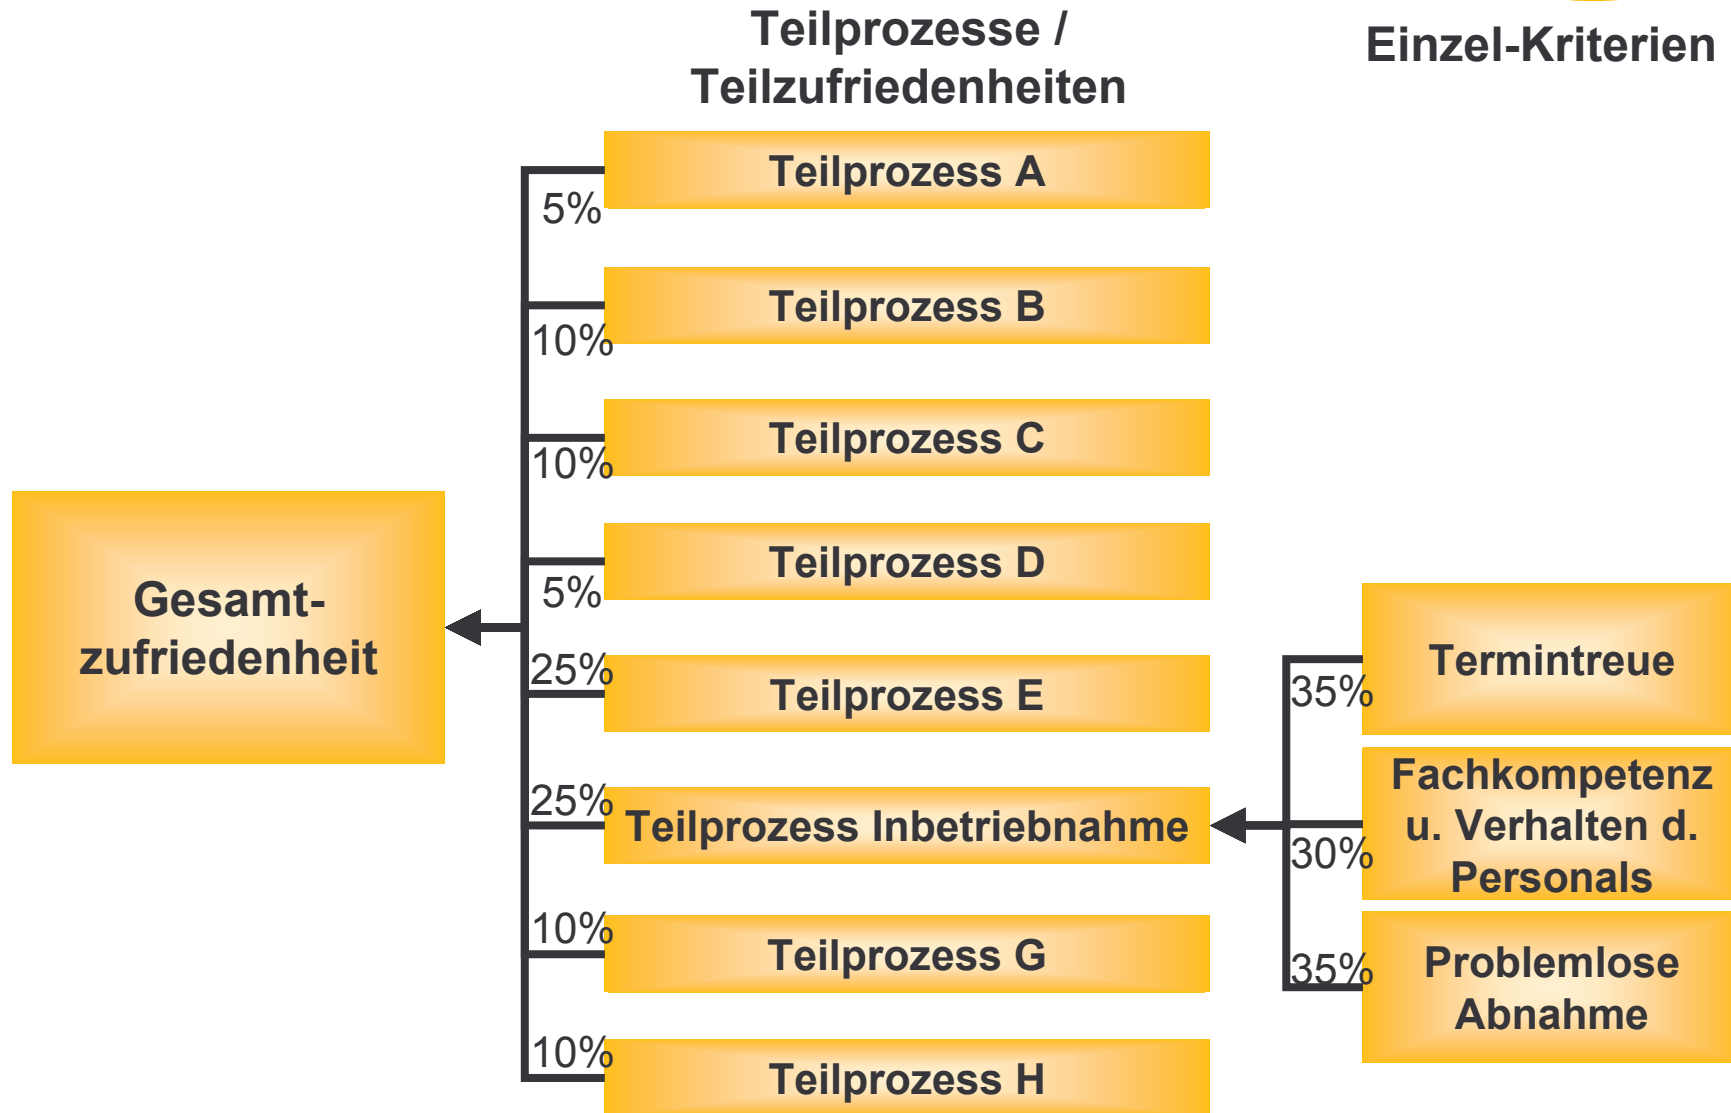 Teilprozesse /
Teilzufriedenheiten
Einzel-Kriterien
Teilprozess A
5%
Teilprozess B
10%
Teilprozess C
10%
Teilprozess D
5%
Gesamt-
zufriedenheit
25%
Teilprozess E
25%
Teilprozess Inbetriebnahme
10%
Teilprozess G
10%
Teilprozess H
Termintreue
35%
Fachkompetenz
u. Verhalten d.
Personals
30%
35%
Problemlose
Abnahme